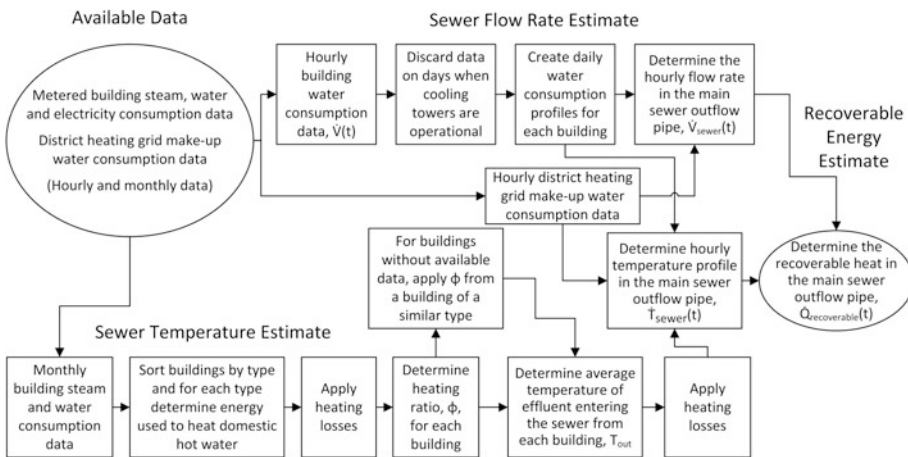 Available Data
Sewer Flow Rate Estimate
Metered building steam, water
and electricity consumption data
District heating grid make-up
water consumption data
(Hourly and monthly data)
Hourly
building
water
consumption
data, V̇(t)
Discard data
on days when
cooling
towers are
operational
Create daily
water
consumption
profiles for
each building
Determine the
hourly flow rate
in the main
sewer outflow
pipe, V̇sewer(t)
Recoverable
Energy
Estimate
Hourly district heating
grid make-up water
consumption data
For buildings
without available
data, apply ϕ from
a building of a
similar type
Determine hourly
temperature profile
in the main sewer
outflow pipe,
Ṫsewer(t)
Determine the
recoverable heat in
the main sewer
outflow pipe,
Q̇recoverable(t)
Sewer Temperature Estimate
Monthly
building steam
and water
consumption
data
Sort buildings by type
and for each type
determine energy
used to heat domestic
hot water
Apply
heating
losses
Determine
heating
ratio, ϕ,
for each
building
Determine average
temperature of
effluent entering
the sewer from
each building, Tout
Apply
heating
losses